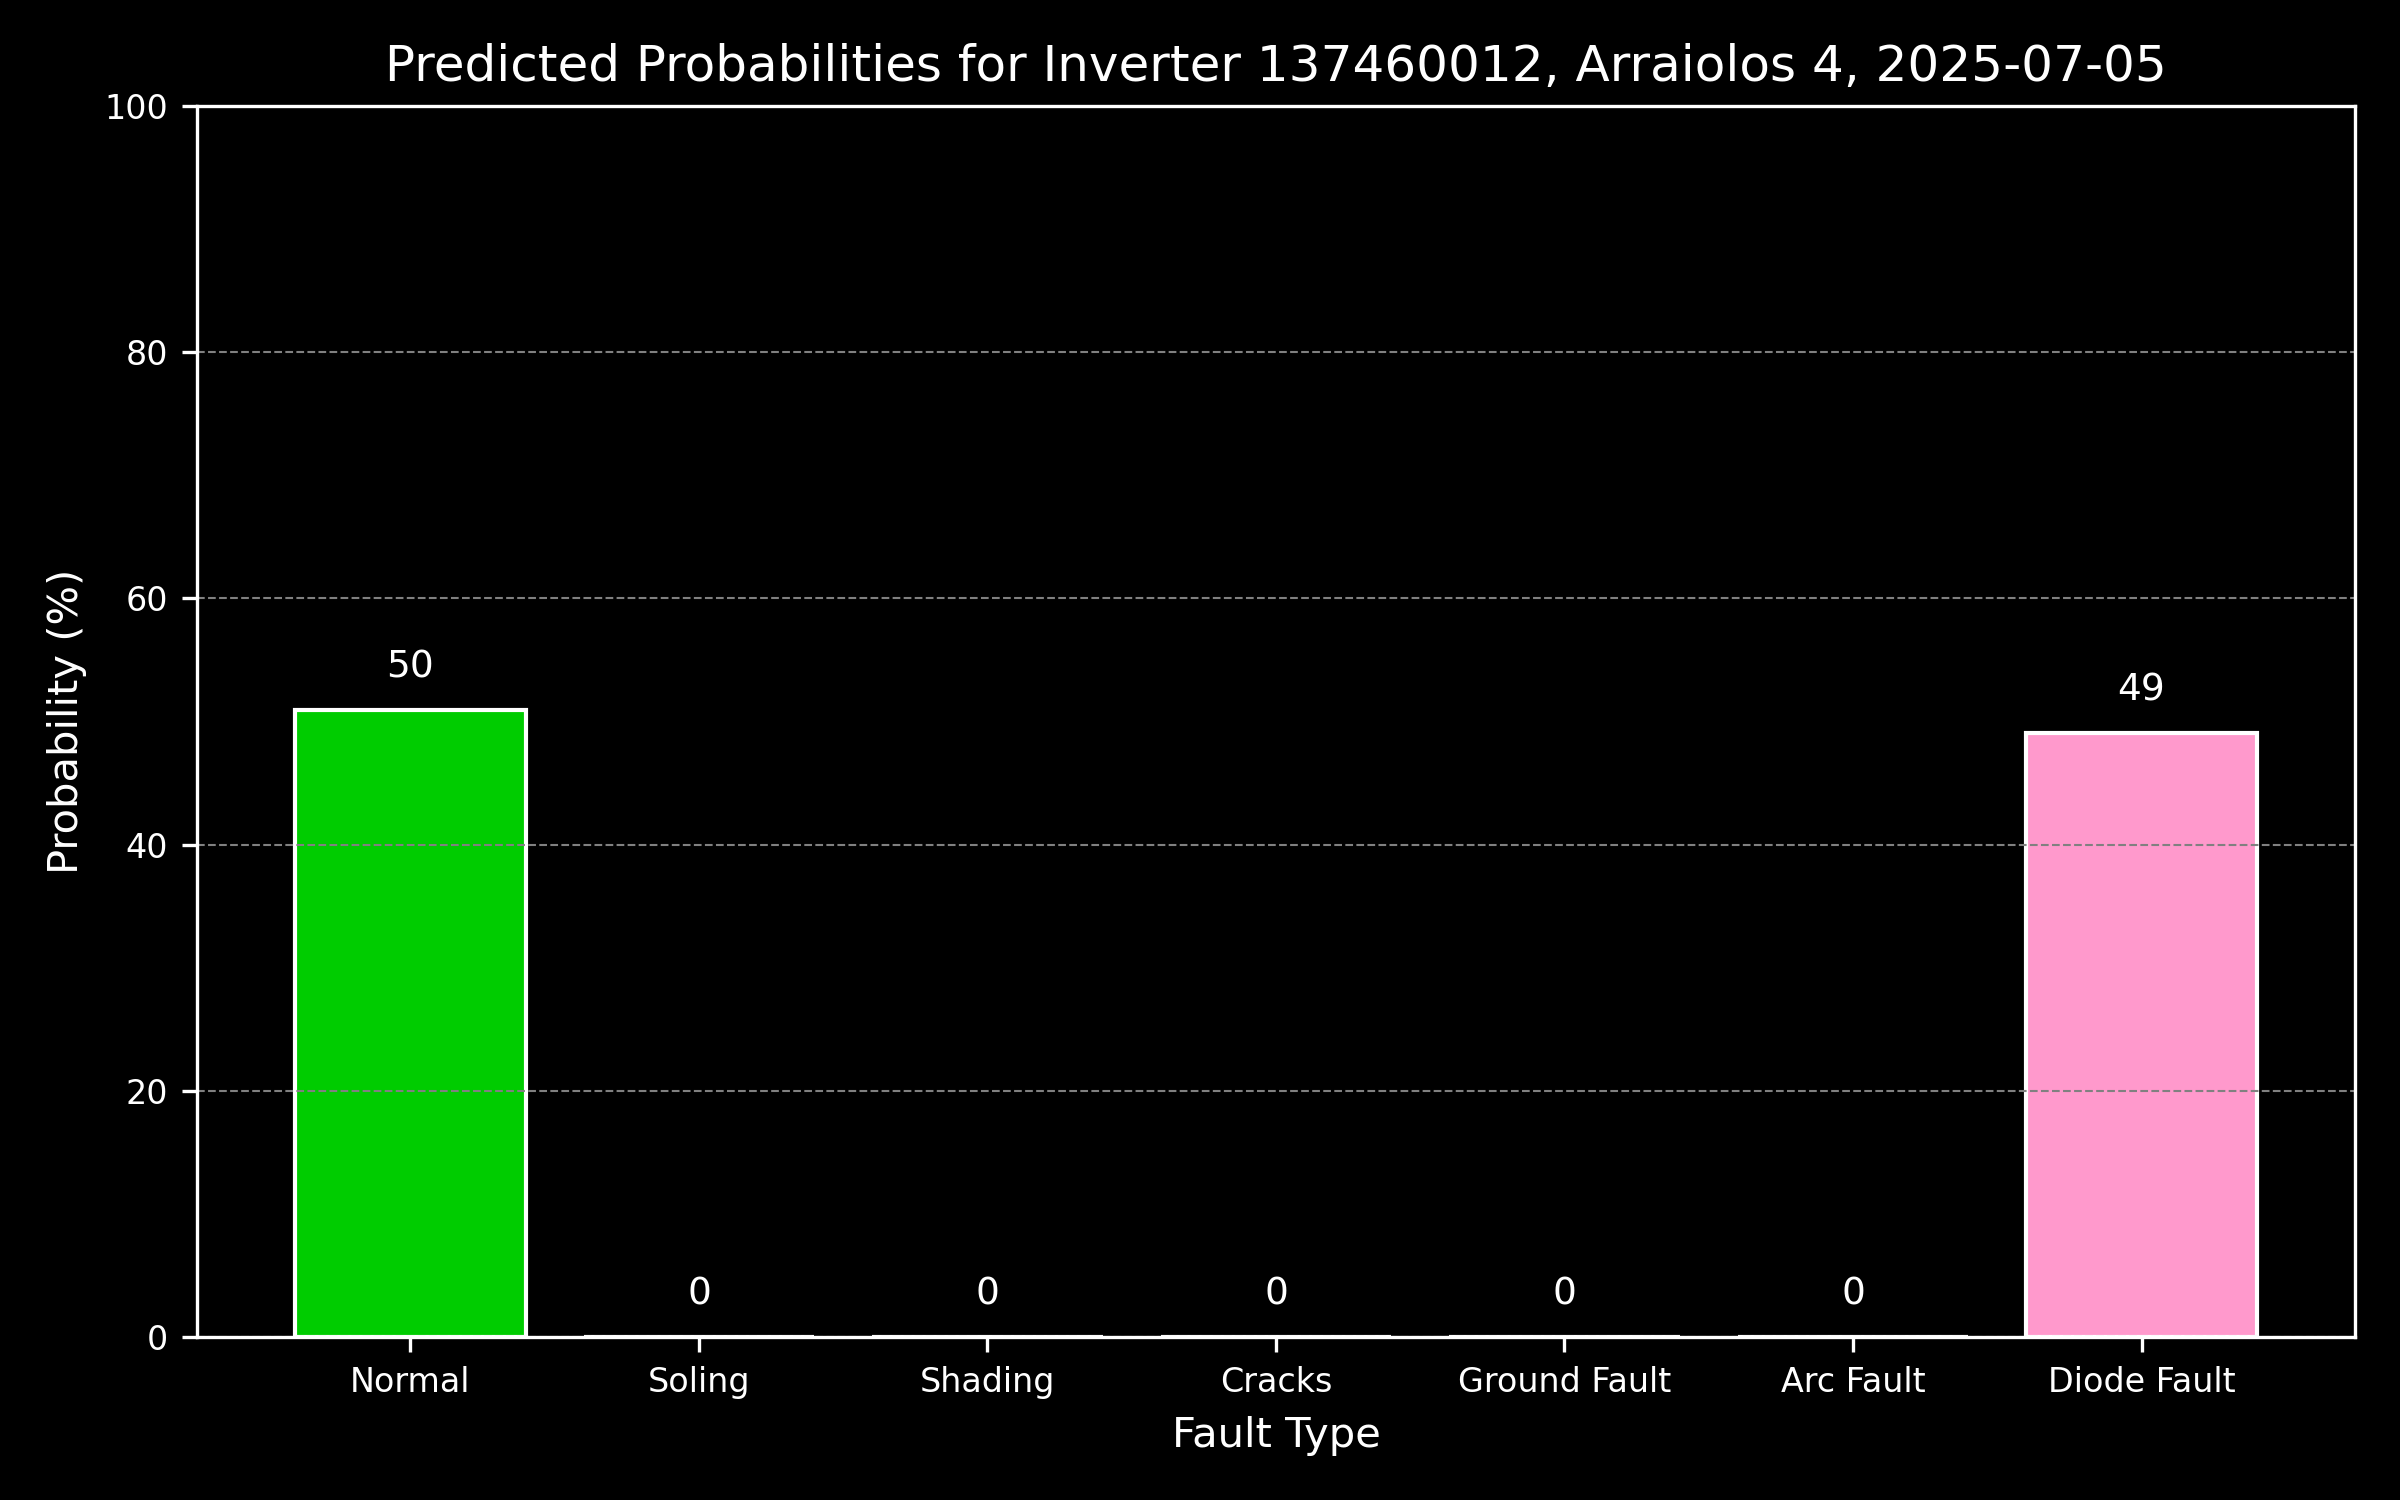 Predicted Probabilities for Inverter 137460012, Arraiolos 4, 2025-07-05
Probability (%)
100
80
60
40
20
0
50
0
0
0
0
0
49
Normal
Soling
Shading
Cracks
Ground Fault
Arc Fault
Diode Fault
Fault Type